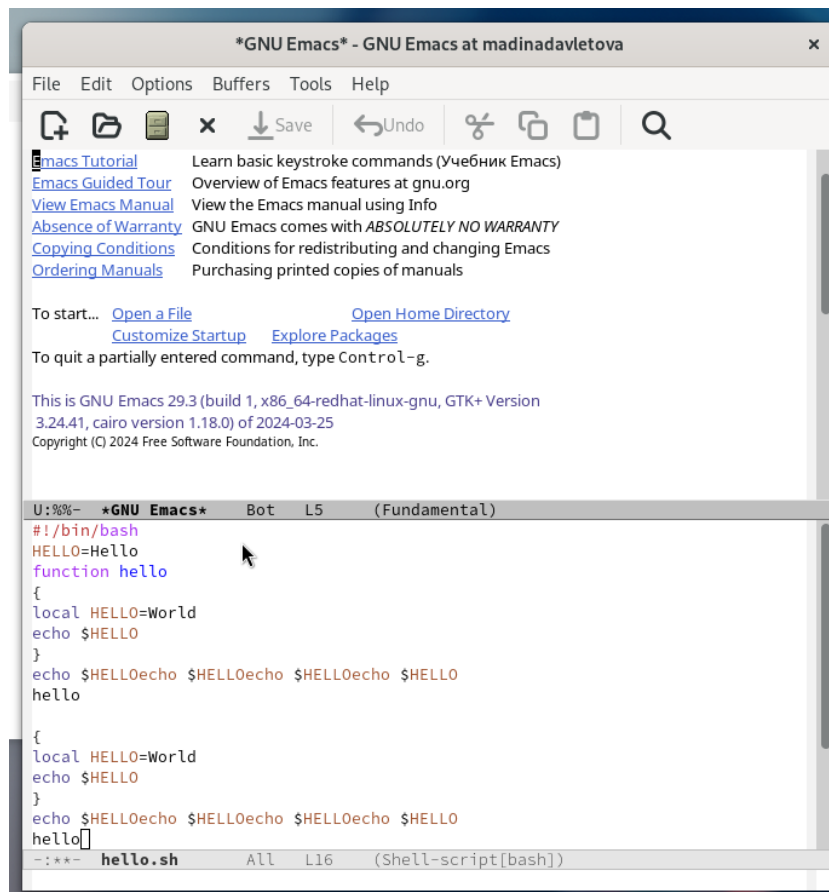 *GNU Emacs* - GNU Emacs at madinadavletova ×
File Edit Options Buffers Tools Help
Save Undo
Emacs Tutorial Learn basic keystroke commands (Учебник Emacs)
Emacs Guided Tour Overview of Emacs features at gnu.org
View Emacs Manual View the Emacs manual using Info
Absence of Warranty GNU Emacs comes with ABSOLUTELY NO WARRANTY
Copying Conditions Conditions for redistributing and changing Emacs
Ordering Manuals Purchasing printed copies of manuals
To start... Open a File Open Home Directory
Customize Startup Explore Packages
To quit a partially entered command, type Control-g.
This is GNU Emacs 29.3 (build 1, x86_64-redhat-linux-gnu, GTK+ Version
3.24.41, cairo version 1.18.0) of 2024-03-25
Copyright (C) 2024 Free Software Foundation, Inc.
U:%%- *GNU Emacs* Bot L5 (Fundamental)
#!/bin/bash
HELLO=Hello
function hello
{
local HELLO=World
echo $HELLO
}
echo $HELLOecho $HELLOecho $HELLOecho $HELLO
hello
{
local HELLO=World
echo $HELLO
}
echo $HELLOecho $HELLOecho $HELLOecho $HELLO
hello
-:**- hello.sh All L16 (Shell-script[bash])